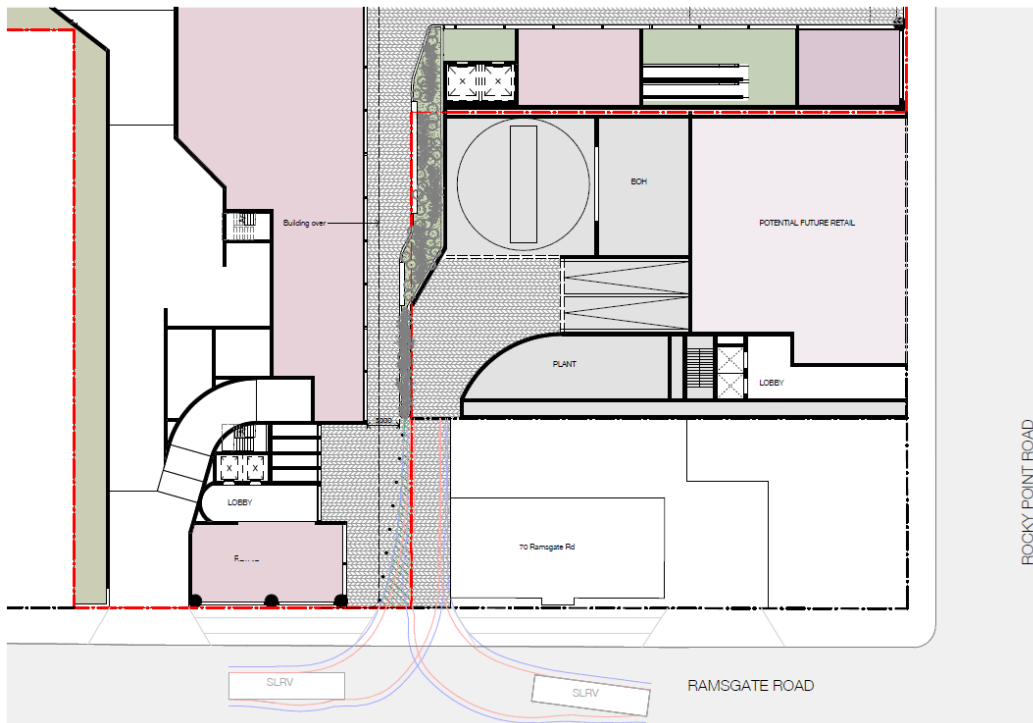 Building over
BOH
POTENTIAL FUTURE RETAIL
PLANT
LOBBY
LOBBY
70 Ramsgate Rd
ROCKY POINT ROAD
SLRV
SLRV
RAMSGATE ROAD